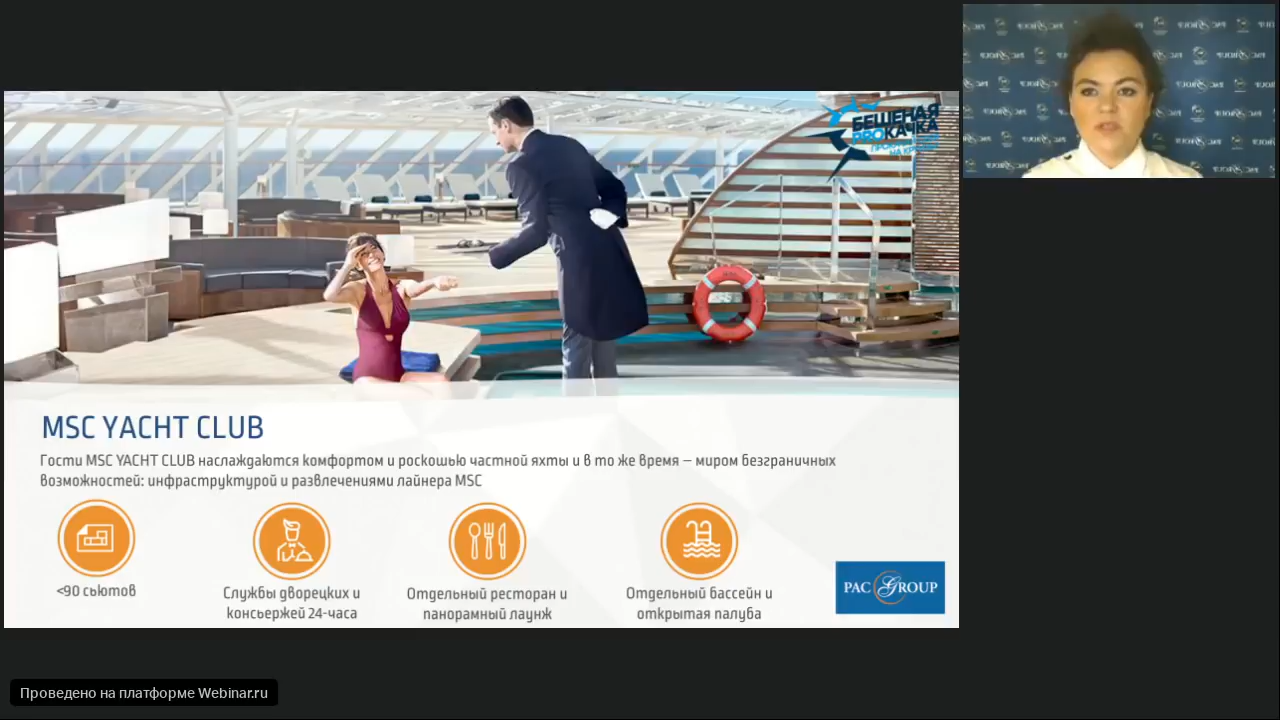 БЕШЕНАЯ
PROКАЧКА
MSC YACHT CLUB
Гости MSC YACHT CLUB наслаждаются комфортом и роскошью частной яхты и в то же время – миром безграничных
возможностей: инфраструктурой и развлечениями лайнера MSC
<90 сьютов
Службы дворецких и
консьержей 24-часа
Отдельный ресторан и
панорамный лаунж
Отдельный бассейн и
открытая палуба
PAC GROUP
Проведено на платформе Webinar.ru